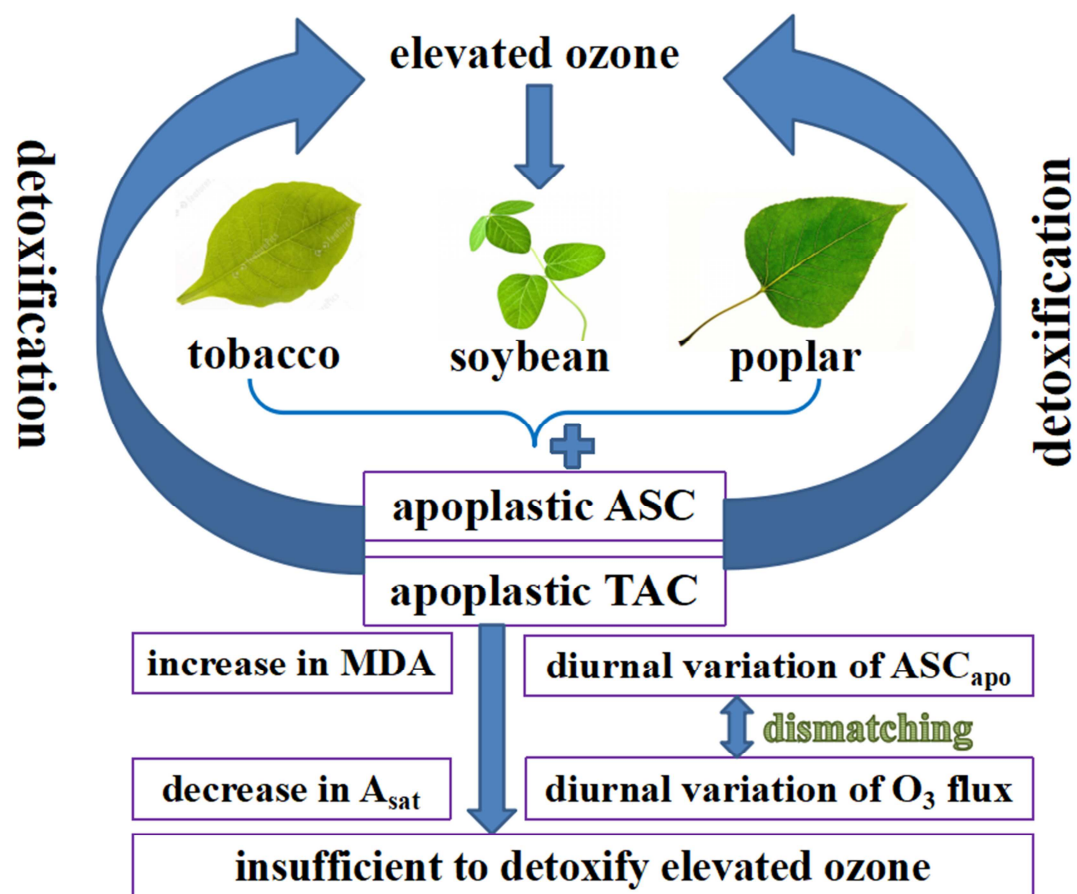 elevated ozone
detoxification
detoxification
tobacco
soybean
poplar
apoplastic ASC
apoplastic TAC
increase in MDA
diurnal variation of ASCapo
dismatching
decrease in Asat
diurnal variation of O3 flux
insufficient to detoxify elevated ozone